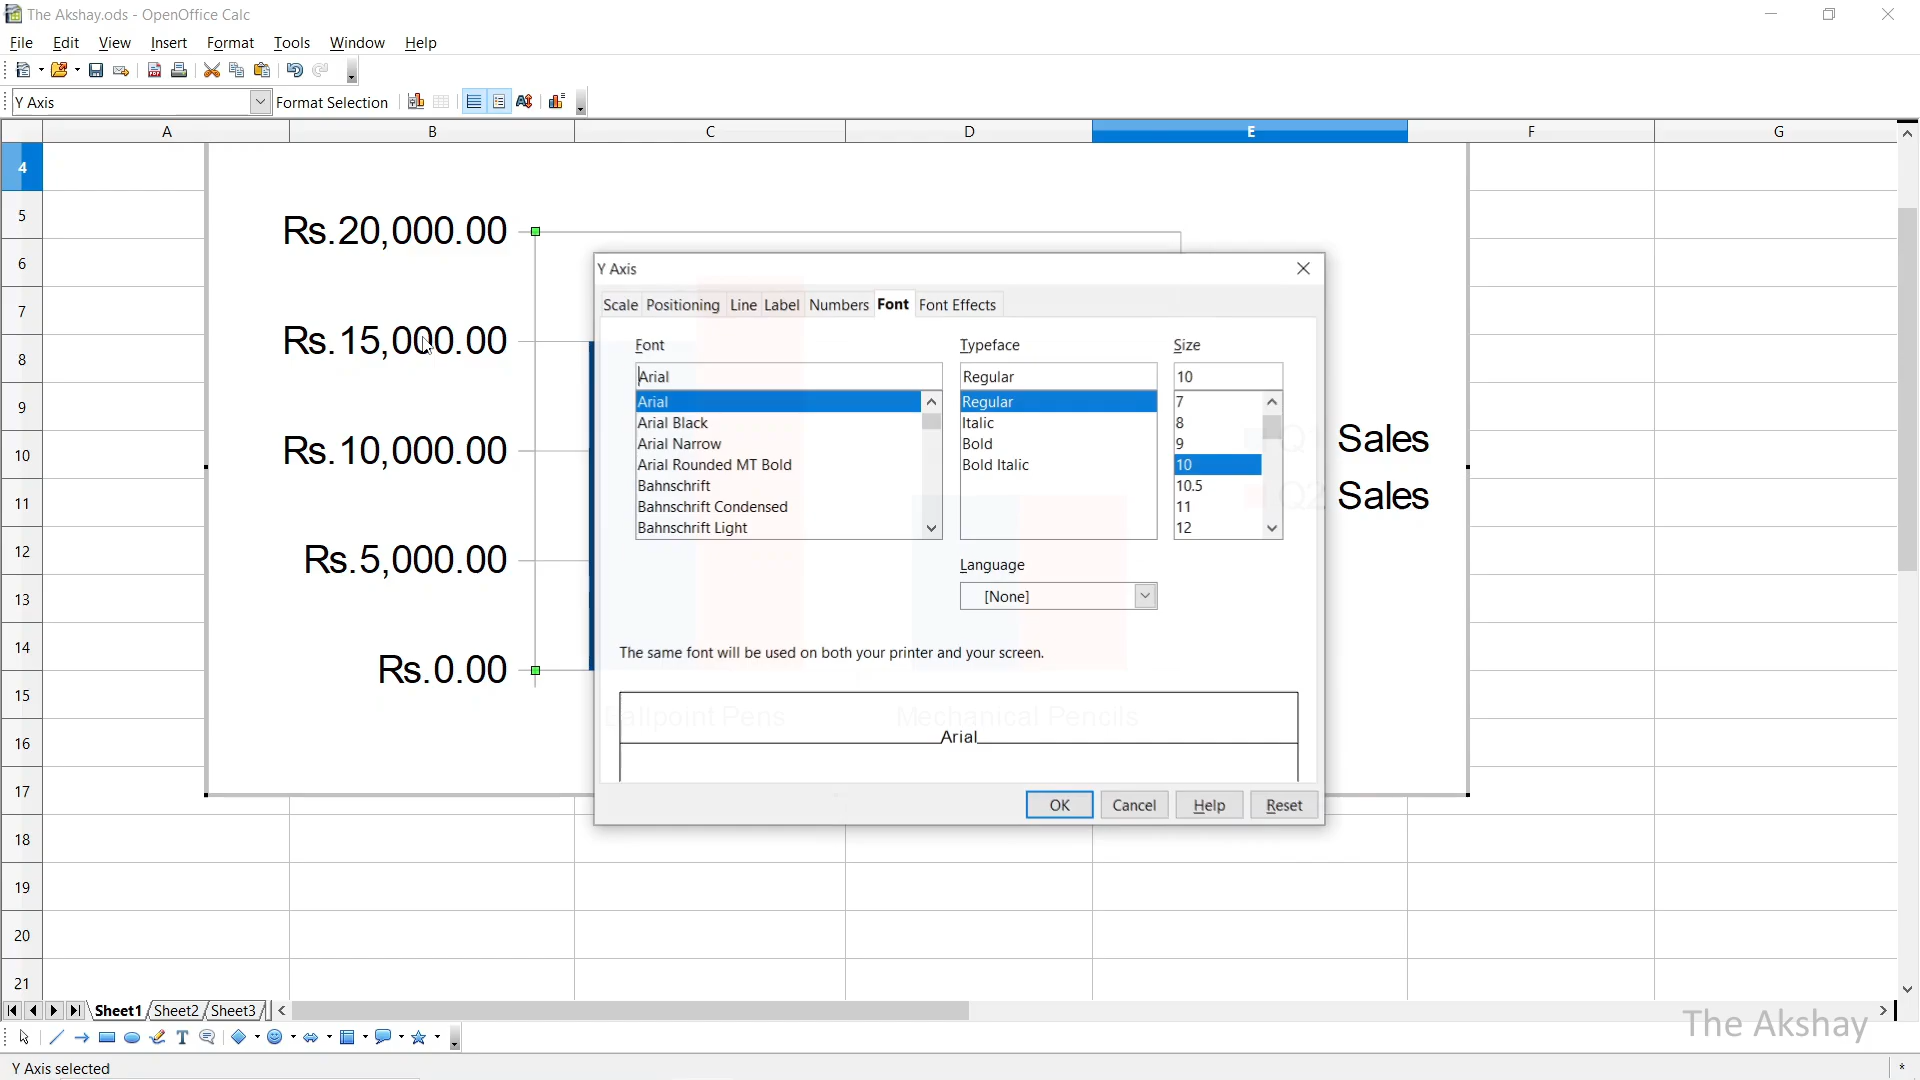 The Akshay.ods - OpenOffice Calc
File Edit View Insert Format Tools Window Help
Y Axis Format Selection
A B C D E F G
4
5
6
7
8
9
10
11
12
13
14
15
16
17
18
19
20
21
Rs.20,000.00
Rs.15,000.00
Rs.10,000.00
Rs.5,000.00
Rs.0.00
Y Axis
Scale Positioning Line Label Numbers Font Font Effects
Font Typeface Size
Arial Regular 10
Arial Regular 7
Arial Black Italic 8
Arial Narrow Bold 9
Arial Rounded MT Bold Bold Italic 10
Bahnschrift 10.5
Bahnschrift Condensed 11
Bahnschrift Light 12
Language
[None]
The same font will be used on both your printer and your screen.
Ballpoint Pens Mechanical Pencils
Arial
OK Cancel Help Reset
Q1 Sales
Q2 Sales
Sheet1 Sheet2 Sheet3
The Akshay
Y Axis selected *